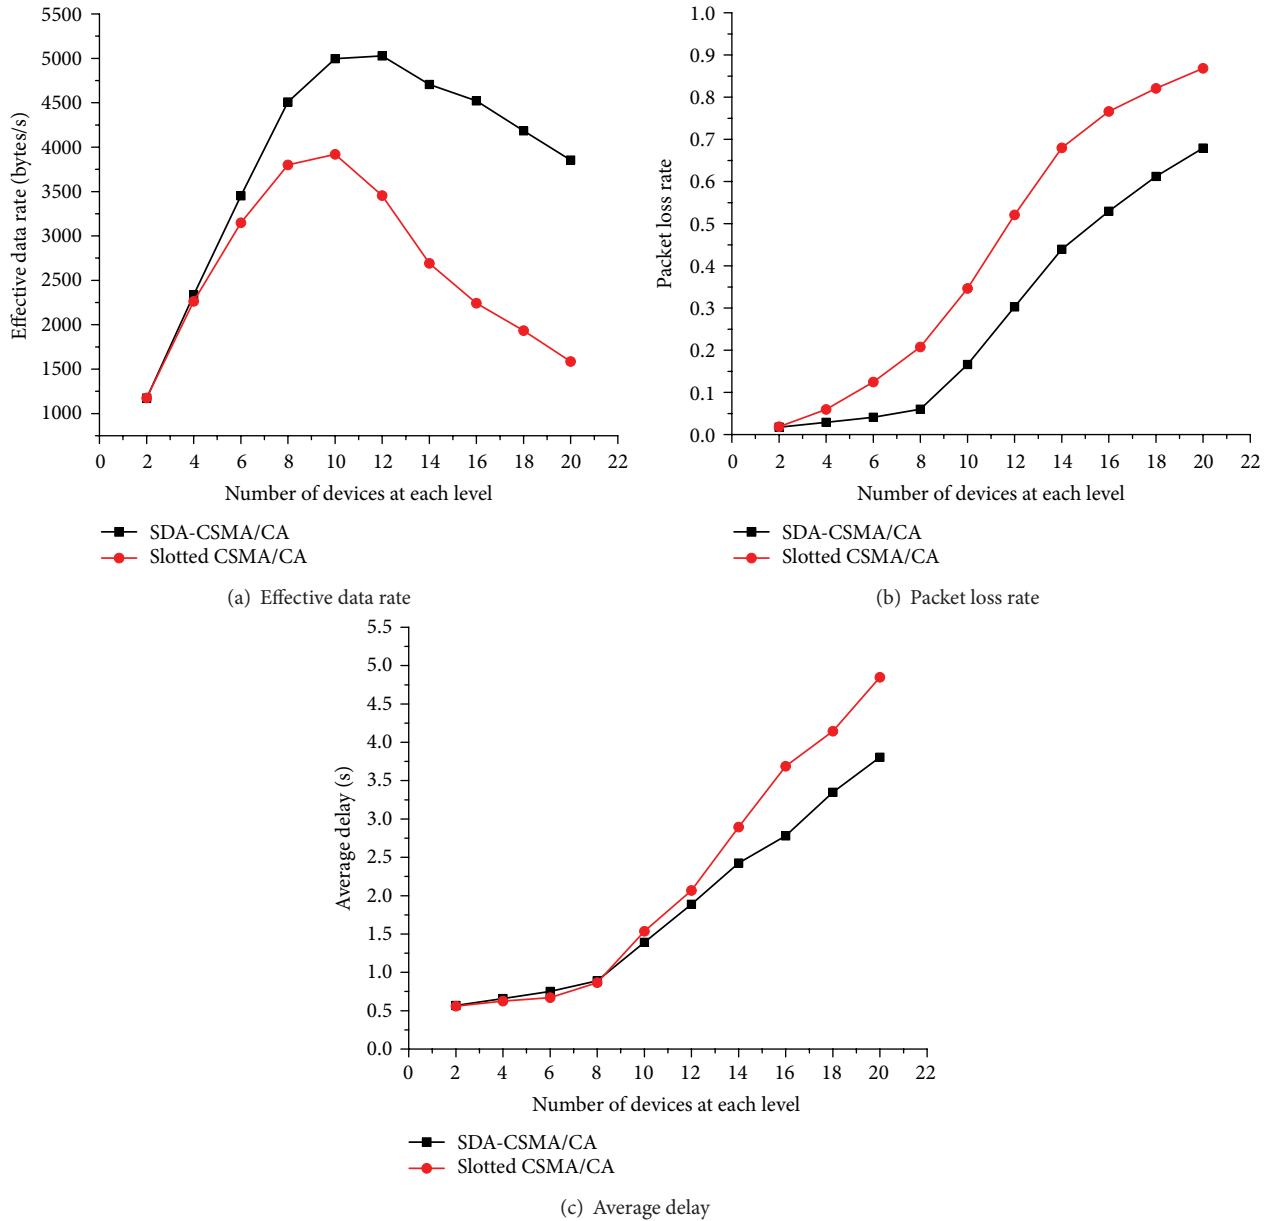 5500
5000
4500
4000
3500
3000
2500
2000
1500
1000
Effective data rate (bytes/s)
0 2 4 6 8 10 12 14 16 18 20 22
Number of devices at each level
SDA-CSMA/CA
Slotted CSMA/CA
(a) Effective data rate
1.0
0.9
0.8
0.7
0.6
0.5
0.4
0.3
0.2
0.1
0.0
Packet loss rate
0 2 4 6 8 10 12 14 16 18 20 22
Number of devices at each level
SDA-CSMA/CA
Slotted CSMA/CA
(b) Packet loss rate
5.5
5.0
4.5
4.0
3.5
3.0
2.5
2.0
1.5
1.0
0.5
0.0
Average delay (s)
0 2 4 6 8 10 12 14 16 18 20 22
Number of devices at each level
SDA-CSMA/CA
Slotted CSMA/CA
(c) Average delay